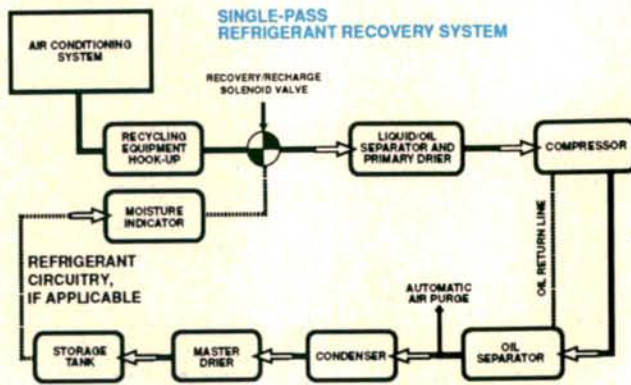 SINGLE-PASS
REFRIGERANT RECOVERY SYSTEM
AIR CONDITIONING
SYSTEM
RECOVERY/RECHARGE
SOLENOID VALVE
RECYCLING
EQUIPMENT
HOOK-UP
LIQUID/OIL
SEPARATOR AND
PRIMARY DRIER
COMPRESSOR
MOISTURE
INDICATOR
REFRIGERANT
CIRCUITRY,
IF APPLICABLE
OIL RETURN LINE
AUTOMATIC
AIR PURGE
STORAGE
TANK
MASTER
DRIER
CONDENSER
OIL
SEPARATOR